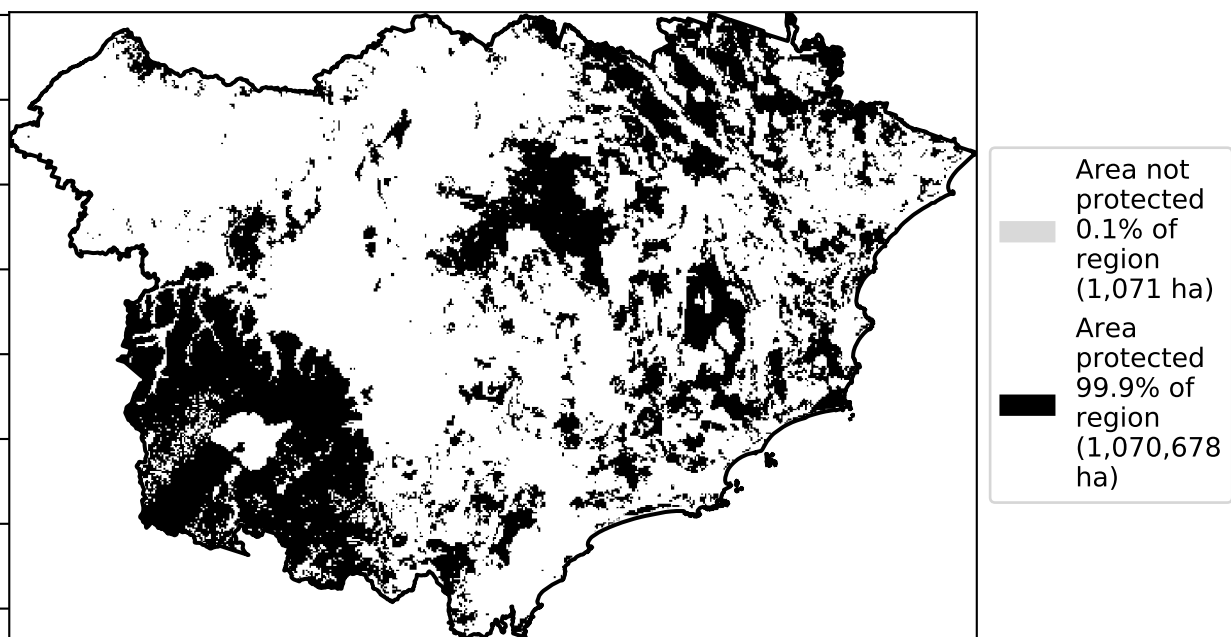 Area not
protected
0.1% of
region
(1,071 ha)
Area
protected
99.9% of
region
(1,070,678
ha)